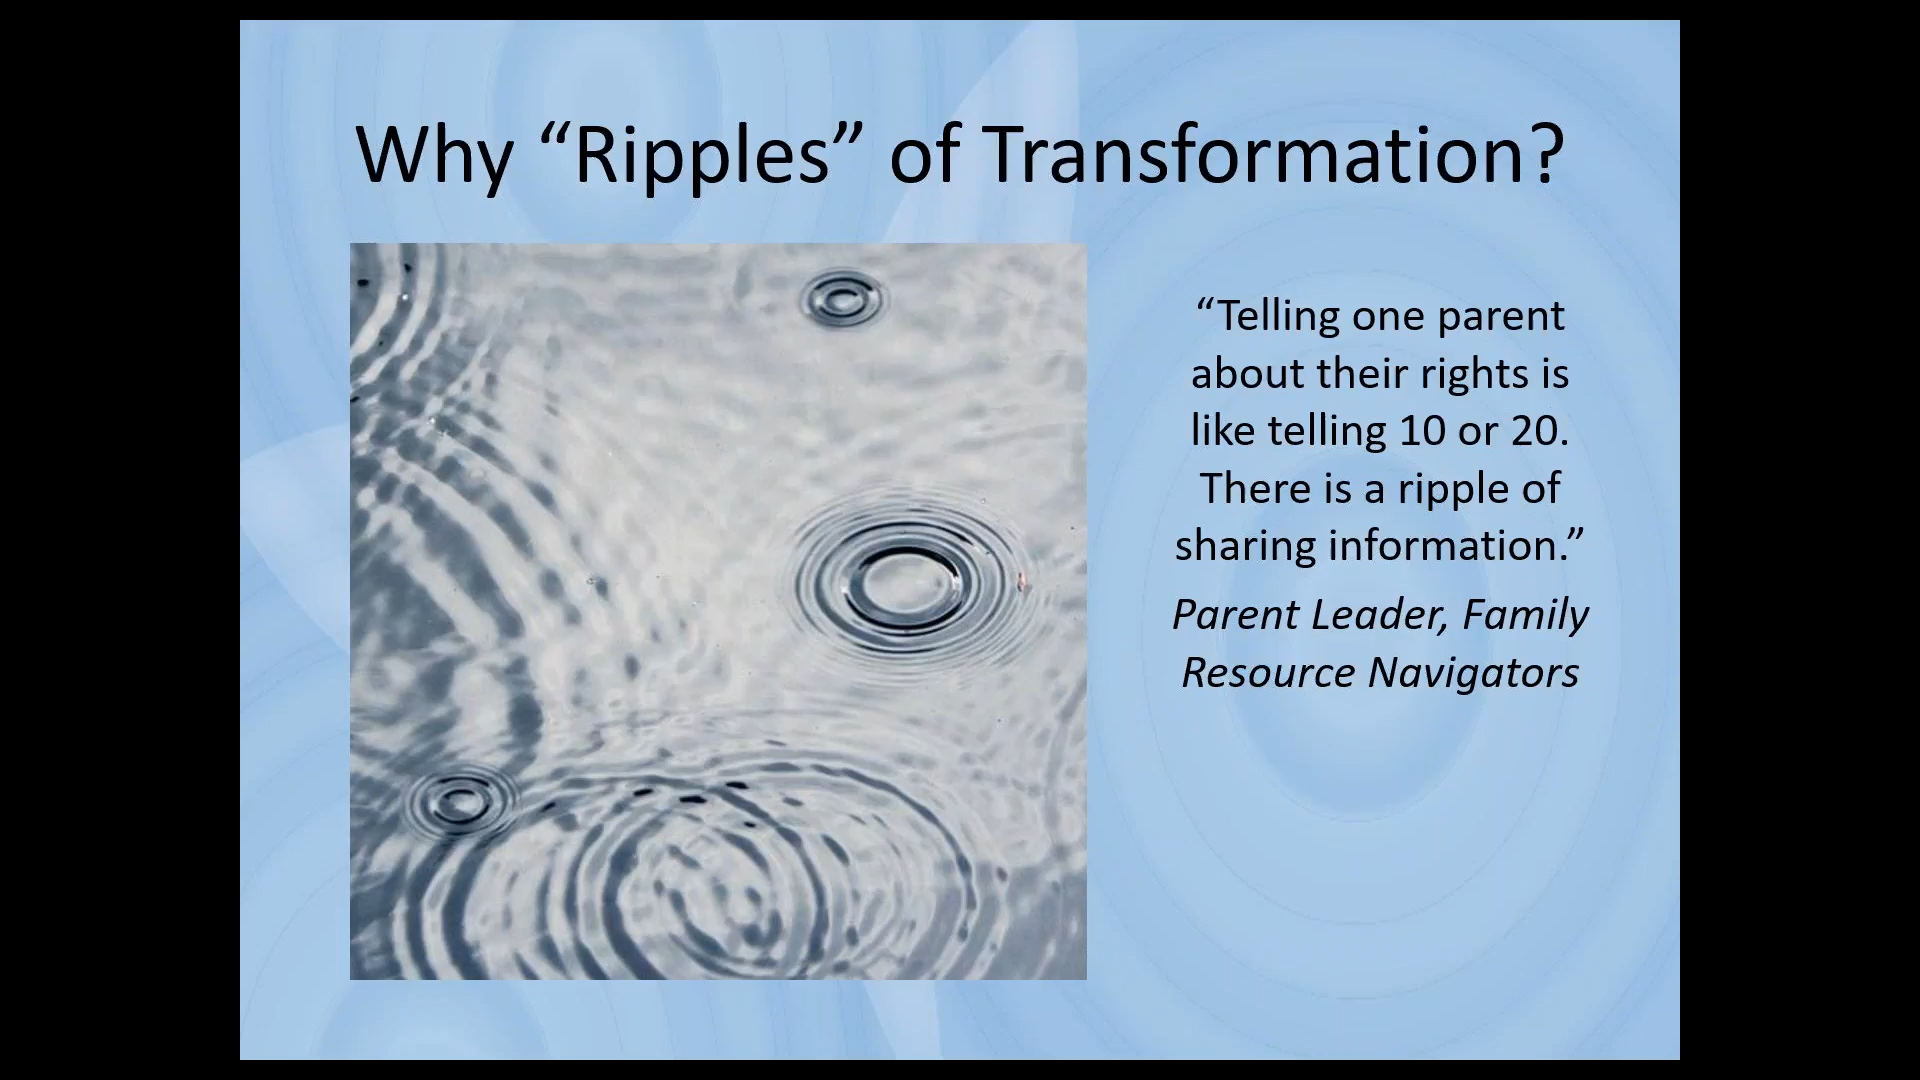 Why “Ripples” of Transformation?
“Telling one parent
about their rights is
like telling 10 or 20.
There is a ripple of
sharing information.”
Parent Leader, Family
Resource Navigators